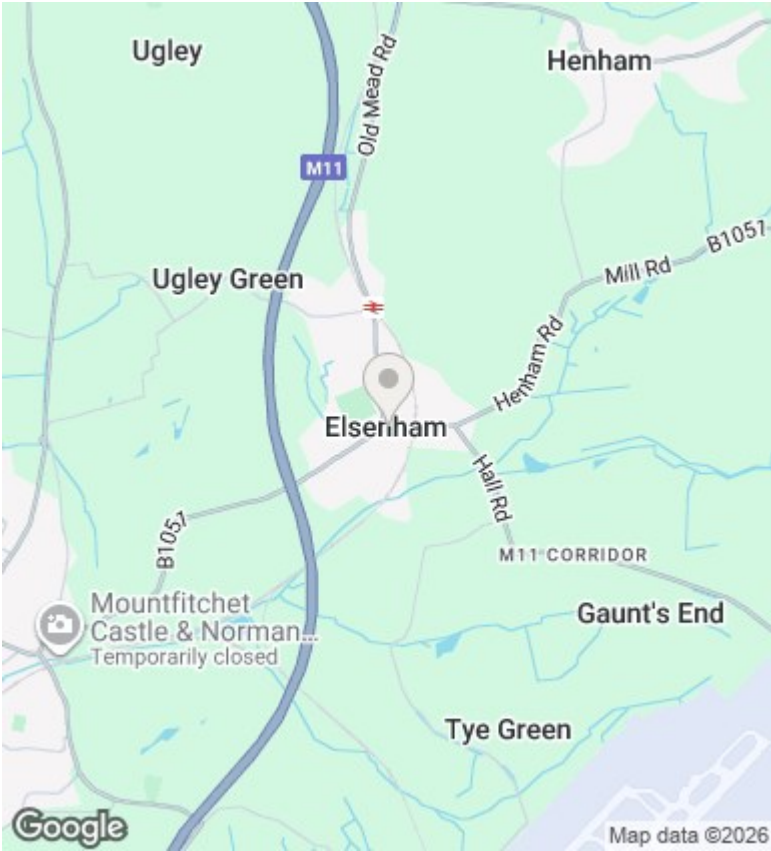 Ugley
Old Mead Rd
Henham
M11
B1051
Mill Rd
Ugley Green
Henham Rd
Elsenham
Hall Rd
B1051
M11 CORRIDOR
Mountfitchet
Castle & Norman...
Temporarily closed
Gaunt's End
Tye Green
Google
Map data ©2026